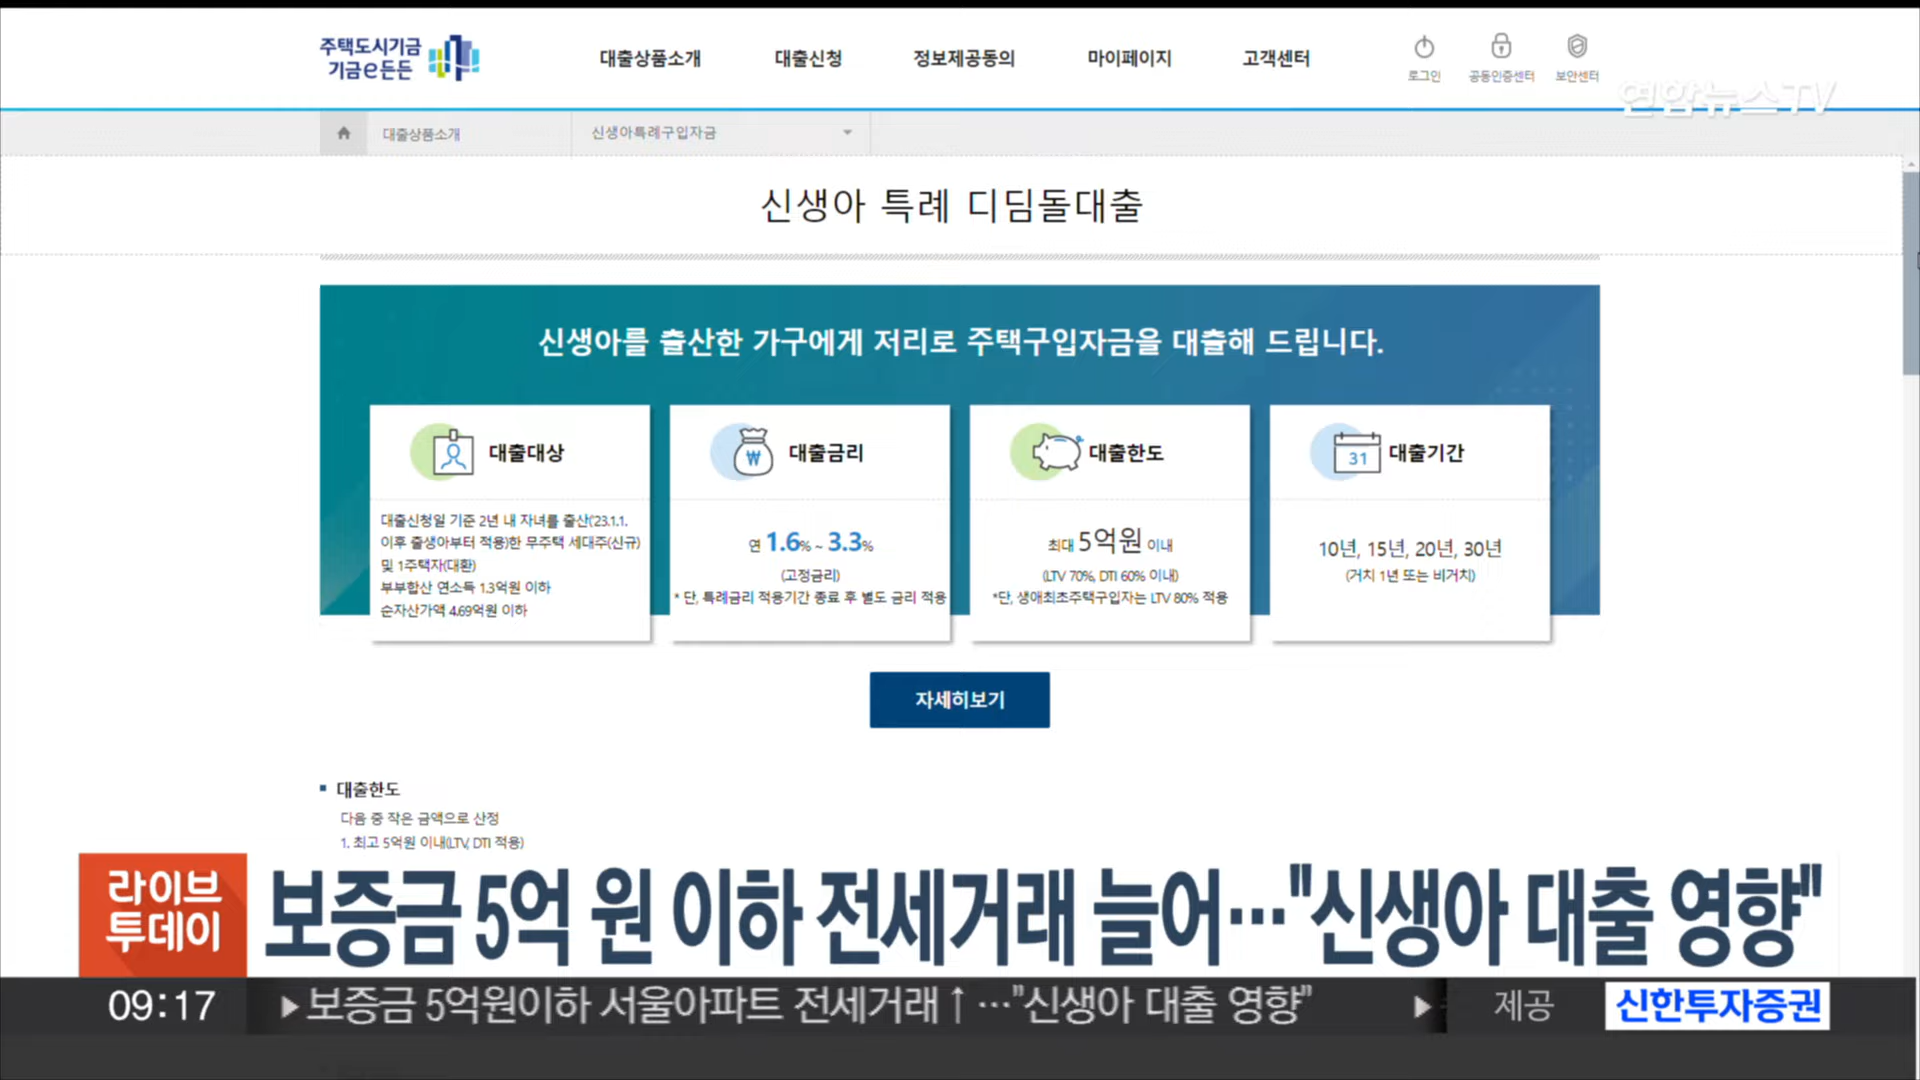 주택도시기금
기금e든든
대출상품소개
대출신청
정보제공동의
마이페이지
고객센터
로그인
공동인증센터
보안센터
연합뉴스TV
대출상품소개
신생아특례구입자금
신생아 특례 디딤돌대출
신생아를 출산한 가구에게 저리로 주택구입자금을 대출해 드립니다.
대출대상
대출신청일 기준 2년 내 자녀를 출산('23.1.1.
이후 출생아부터 적용)한 무주택 세대주(신규)
및 1주택자(대환)
부부합산 연소득 1.3억원 이하
순자산가액 4.69억원 이하
₩
대출금리
연 1.6% ~ 3.3%
(고정금리)
* 단, 특례금리 적용기간 종료 후 별도 금리 적용
대출한도
최대 5억원 이내
(LTV 70%, DTI 60% 이내)
*단, 생애최초주택구입자는 LTV 80% 적용
31
대출기간
10년, 15년, 20년, 30년
(거치 1년 또는 비거치)
자세히보기
대출한도
다음 중 작은 금액으로 산정
1. 최고 5억원 이내(LTV, DTI 적용)
라이브
투데이
보증금 5억 원 이하 전세거래 늘어…"신생아 대출 영향"
09:17
▶보증금 5억원이하 서울아파트 전세거래↑…"신생아 대출 영향"
▶
제공
신한투자증권